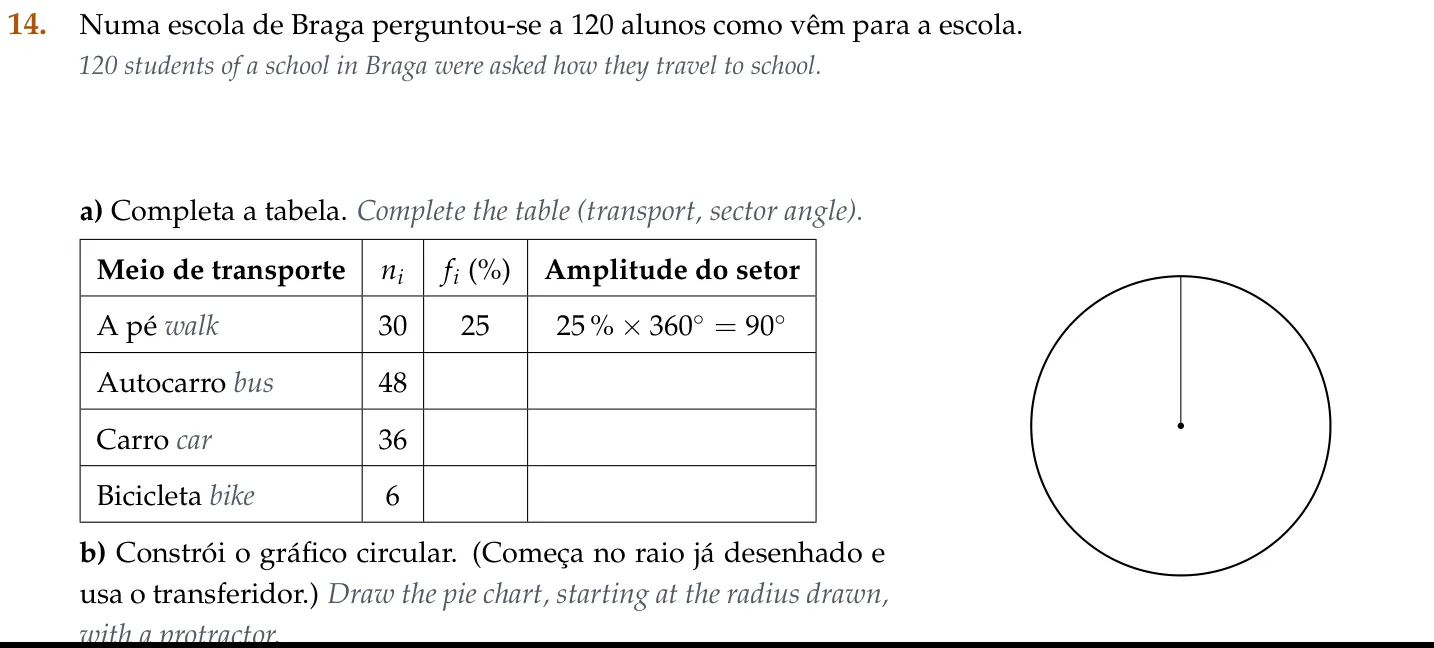 14. Numa escola de Braga perguntou-se a 120 alunos como vêm para a escola.
120 students of a school in Braga were asked how they travel to school.
a) Completa a tabela. Complete the table (transport, sector angle).
Meio de transporte nᵢ fᵢ (%) Amplitude do setor
A pé walk 30 25 25 % × 360° = 90°
Autocarro bus 48
Carro car 36
Bicicleta bike 6
b) Constrói o gráfico circular. (Começa no raio já desenhado e
usa o transferidor.) Draw the pie chart, starting at the radius drawn,
with a protractor.